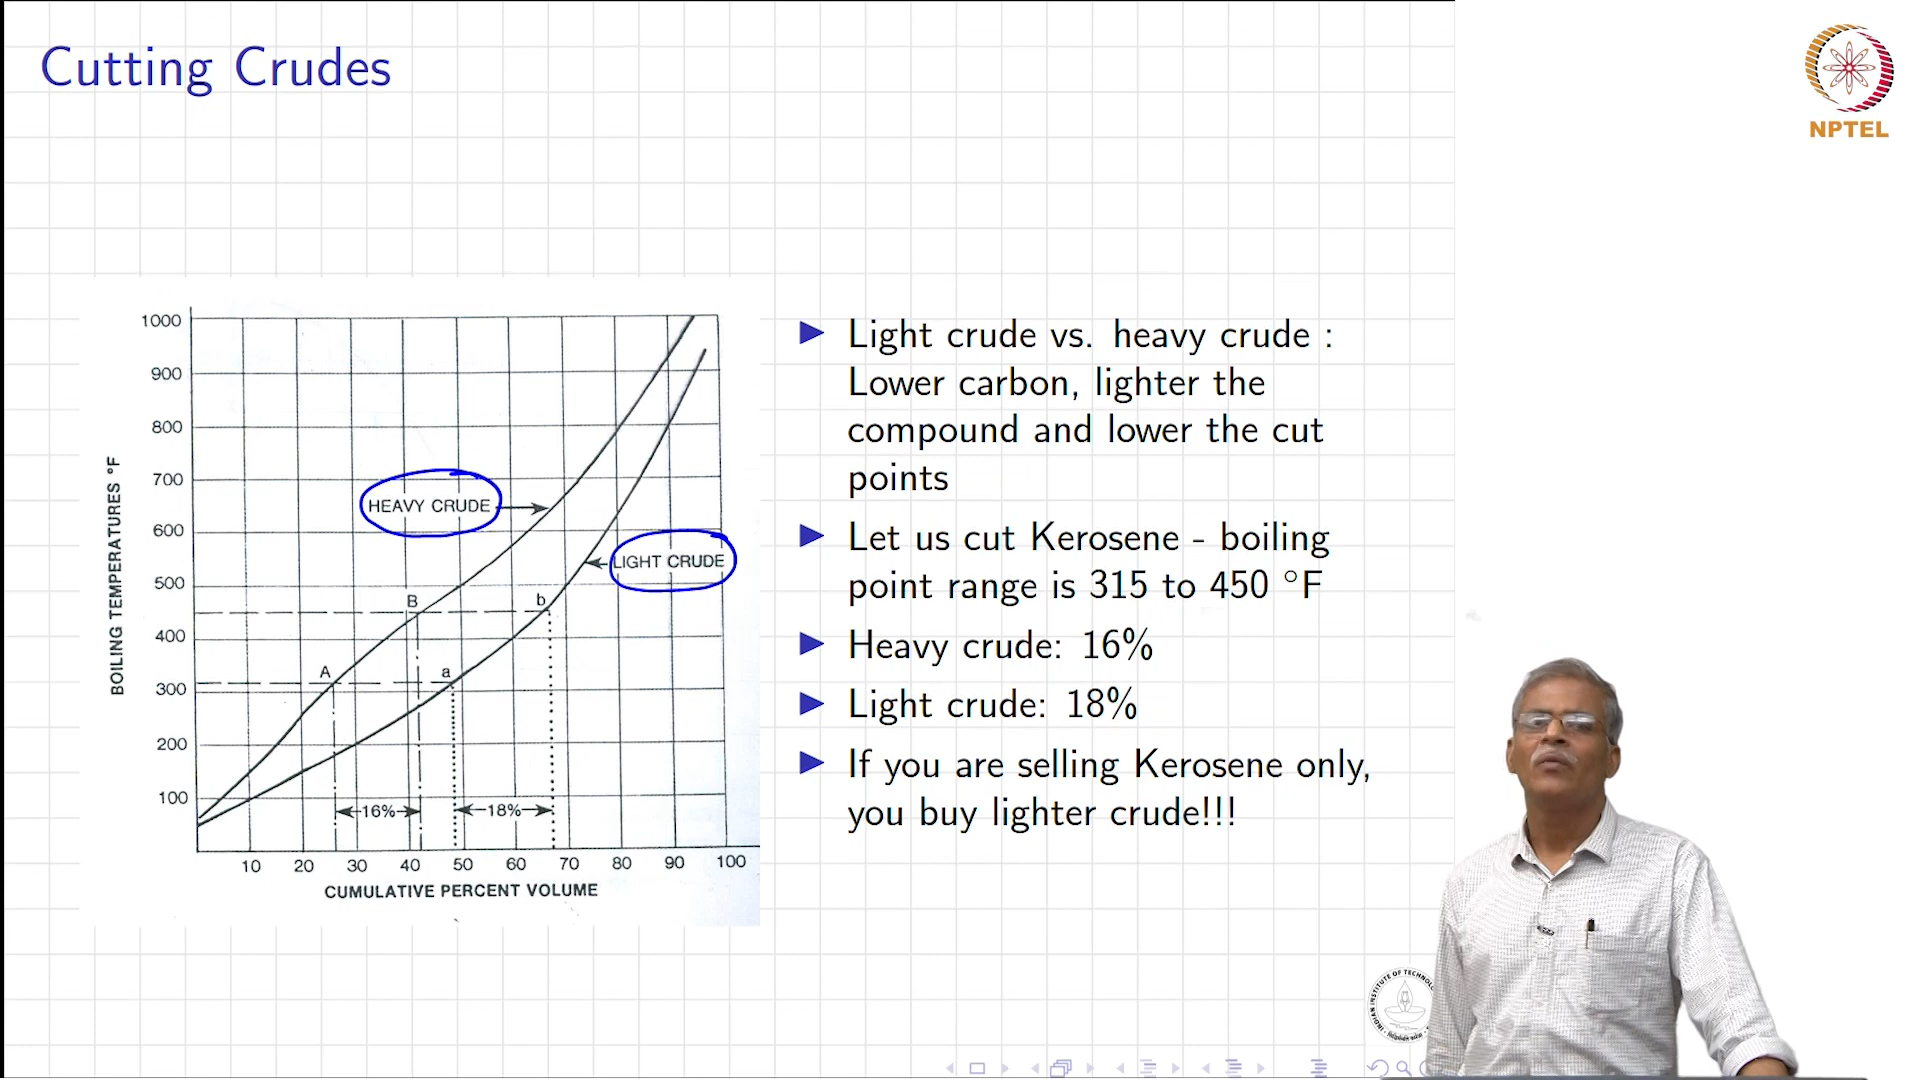 Cutting Crudes
NPTEL
1000
900
800
700
600
500
400
300
200
100
BOILING TEMPERATURES °F
HEAVY CRUDE
LIGHT CRUDE
B
b
A
a
16%
18%
10 20 30 40 50 60 70 80 90 100
CUMULATIVE PERCENT VOLUME
Light crude vs. heavy crude :
Lower carbon, lighter the
compound and lower the cut
points
Let us cut Kerosene - boiling
point range is 315 to 450 °F
Heavy crude: 16%
Light crude: 18%
If you are selling Kerosene only,
you buy lighter crude!!!
INDIAN INSTITUTE OF